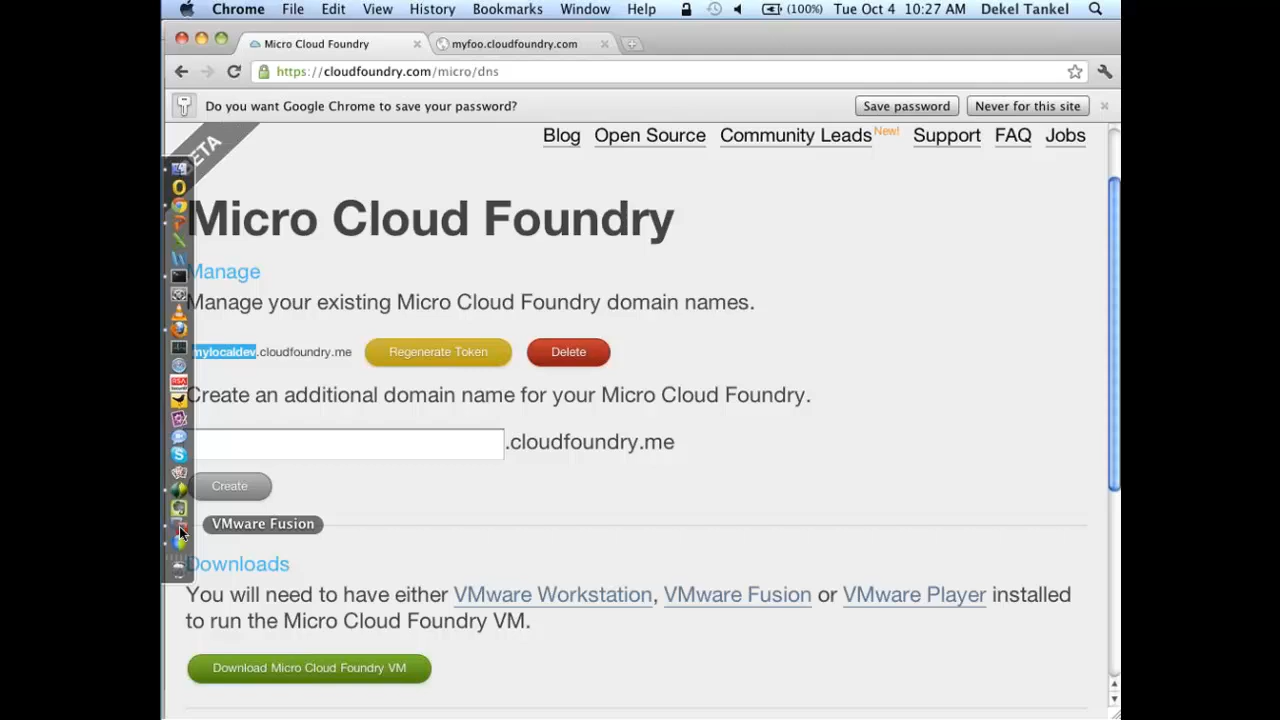 Chrome File Edit View History Bookmarks Window Help (100%) Tue Oct 4 10:27 AM Dekel Tankel
Micro Cloud Foundry myfoo.cloudfoundry.com
https://cloudfoundry.com/micro/dns
Do you want Google Chrome to save your password? Save password Never for this site
BETA
Blog Open Source Community Leads New! Support FAQ Jobs
Micro Cloud Foundry
Manage
Manage your existing Micro Cloud Foundry domain names.
mylocaldev.cloudfoundry.me Regenerate Token Delete
Create an additional domain name for your Micro Cloud Foundry.
.cloudfoundry.me
Create
VMware Fusion
Downloads
You will need to have either VMware Workstation, VMware Fusion or VMware Player installed
to run the Micro Cloud Foundry VM.
Download Micro Cloud Foundry VM